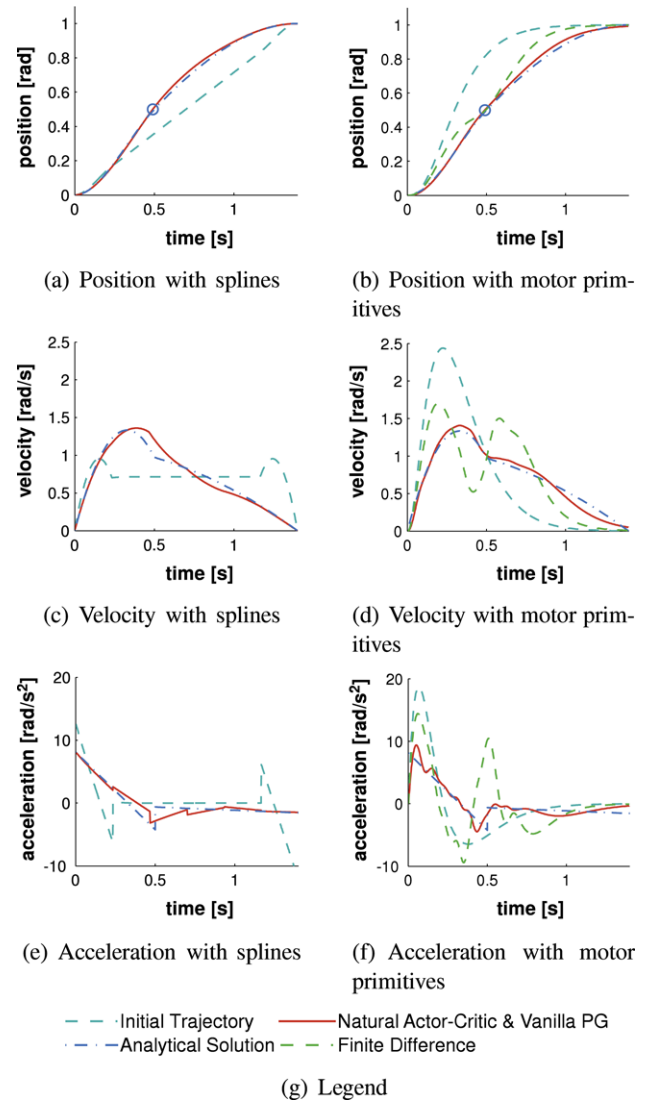 position [rad]
1
0.8
0.6
0.4
0.2
0
0 0.5 1
time [s]
(a) Position with splines
position [rad]
1
0.8
0.6
0.4
0.2
0
0 0.5 1
time [s]
(b) Position with motor prim-
itives
velocity [rad/s]
2.5
2
1.5
1
0.5
0
0 0.5 1
time [s]
(c) Velocity with splines
velocity [rad/s]
2.5
2
1.5
1
0.5
0
0 0.5 1
time [s]
(d) Velocity with motor prim-
itives
acceleration [rad/s²]
20
10
0
-10
0 0.5 1
time [s]
(e) Acceleration with splines
acceleration [rad/s²]
20
10
0
-10
0 0.5 1
time [s]
(f) Acceleration with motor
primitives
Initial Trajectory Natural Actor-Critic & Vanilla PG
Analytical Solution Finite Difference
(g) Legend